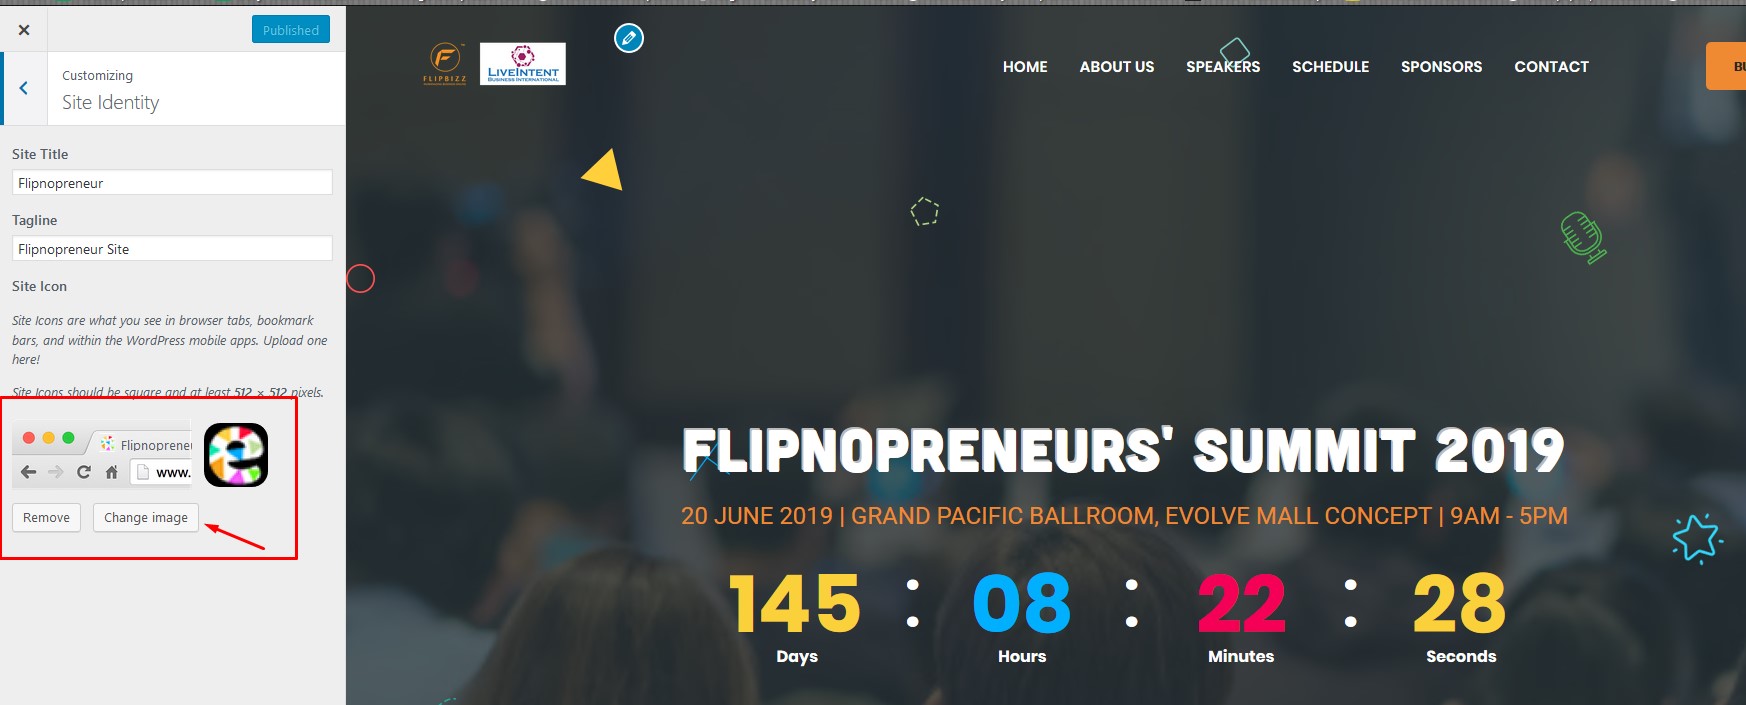 Published
Customizing
Site Identity
Site Title
Flipnopreneur
Tagline
Flipnopreneur Site
Site Icon
Site Icons are what you see in browser tabs, bookmark
bars, and within the WordPress mobile apps. Upload one
here!
Site Icons should be square and at least 512 × 512 pixels.
Flipnopreneu
www.
e
Remove
Change image
FLIPBIZZ
LIVEINTENT
BUSINESS INTERNATIONAL
HOME
ABOUT US
SPEAKERS
SCHEDULE
SPONSORS
CONTACT
BU
FLIPNOPRENEURS' SUMMIT 2019
20 JUNE 2019 | GRAND PACIFIC BALLROOM, EVOLVE MALL CONCEPT | 9AM - 5PM
145 : 08 : 22 : 28
Days Hours Minutes Seconds